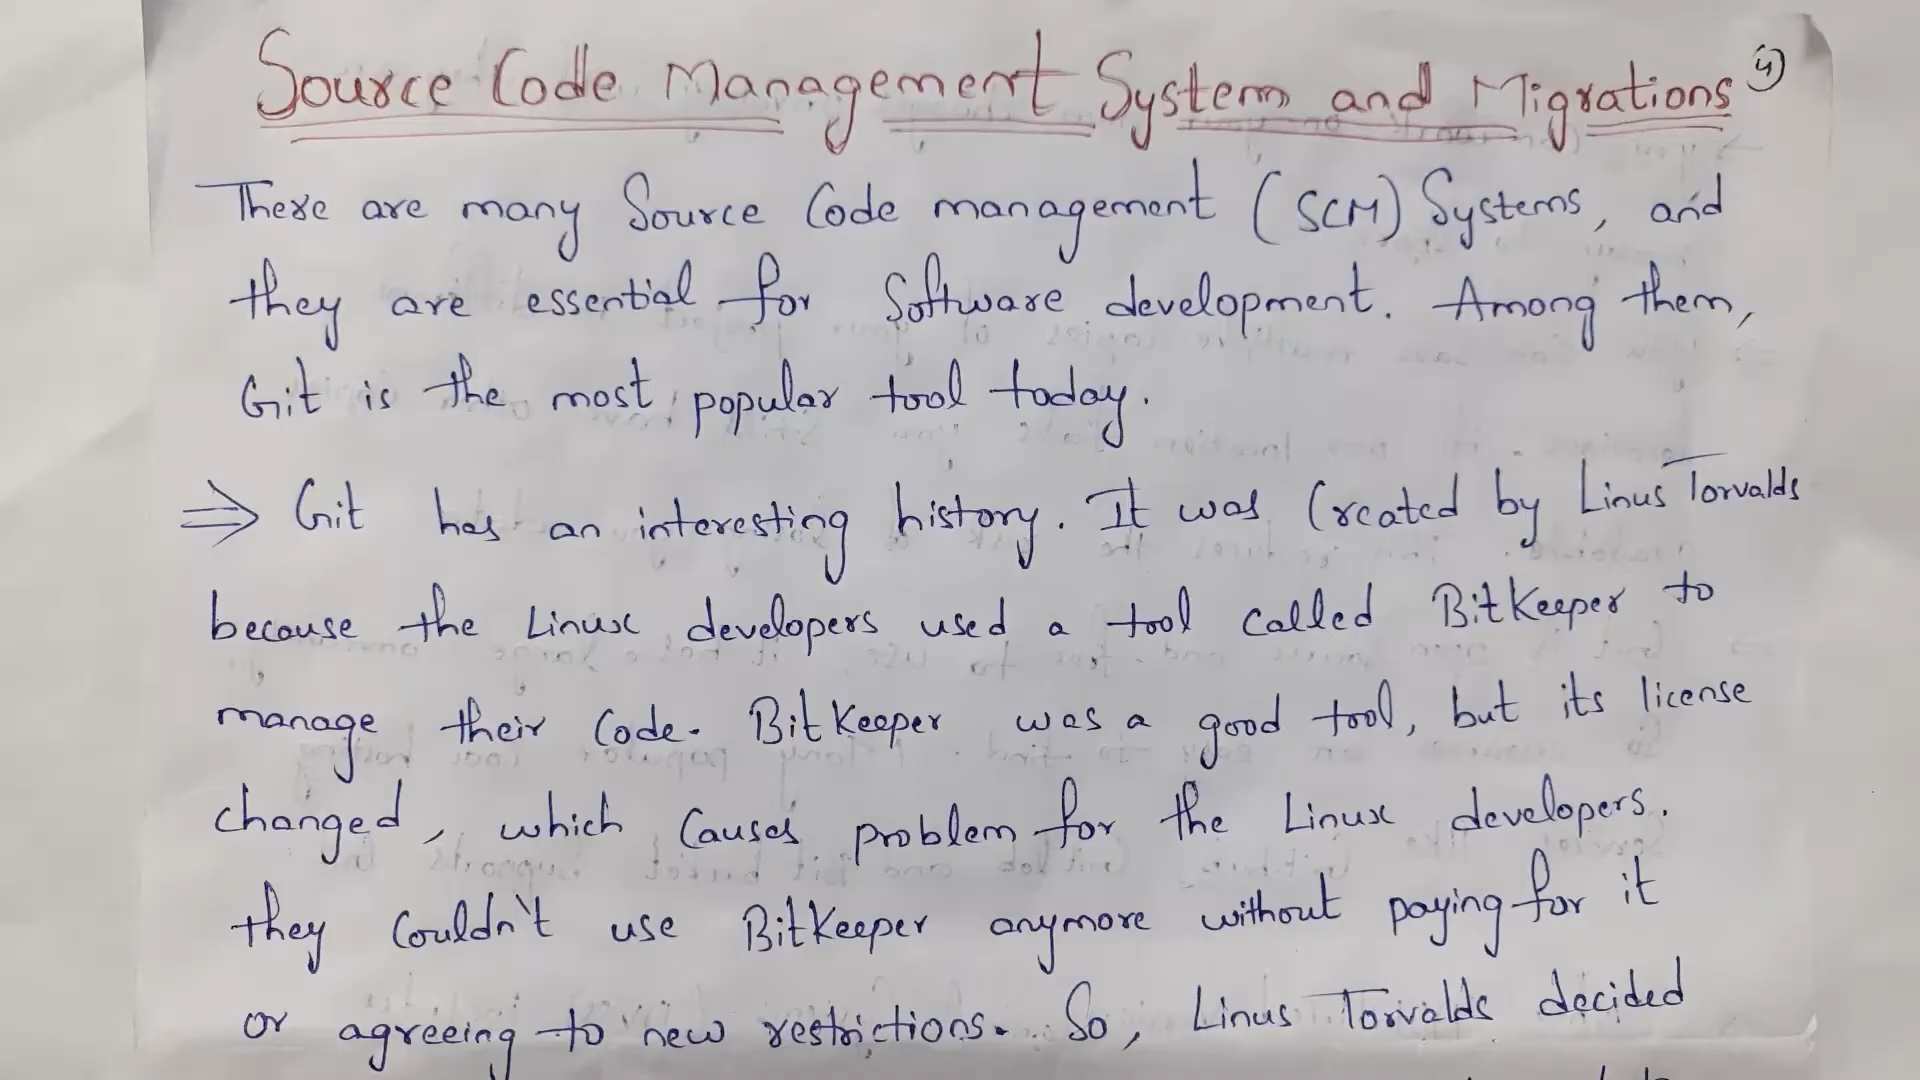 Source Code Management System and Migrations 4)
There are many Source Code management (SCM) Systems, and
they are essential for Software development. Among them,
Git is the most popular tool today.
⇒ Git has an interesting history. It was Created by Linus Torvalds
because the Linux developers used a tool called BitKeeper to
manage their Code. BitKeeper was a good tool, but its license
changed, which Causes problem for the Linux developers.
they Couldn't use BitKeeper anymore without paying for it
or agreeing to new restrictions. So, Linus Torvalds decided